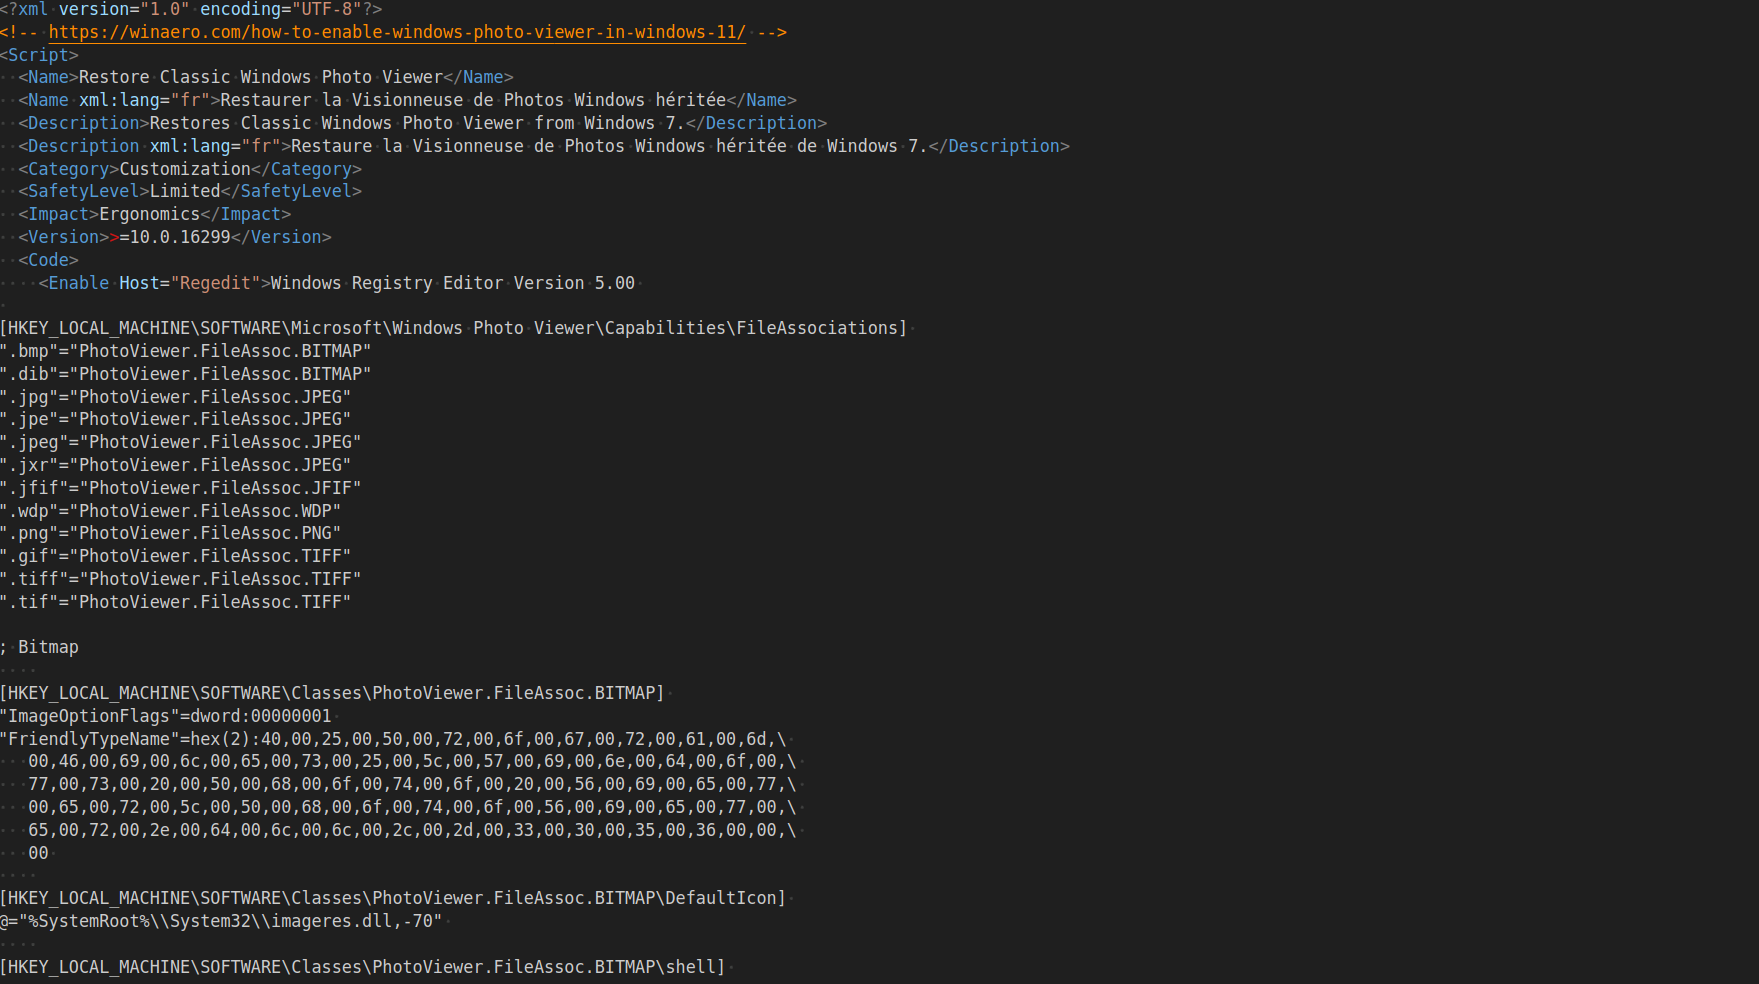 <?xml version="1.0" encoding="UTF-8"?>
<!-- https://winaero.com/how-to-enable-windows-photo-viewer-in-windows-11/ -->
<Script>
  <Name>Restore Classic Windows Photo Viewer</Name>
  <Name xml:lang="fr">Restaurer la Visionneuse de Photos Windows héritée</Name>
  <Description>Restores Classic Windows Photo Viewer from Windows 7.</Description>
  <Description xml:lang="fr">Restaure la Visionneuse de Photos Windows héritée de Windows 7.</Description>
  <Category>Customization</Category>
  <SafetyLevel>Limited</SafetyLevel>
  <Impact>Ergonomics</Impact>
  <Version>>=10.0.16299</Version>
  <Code>
    <Enable Host="Regedit">Windows Registry Editor Version 5.00

[HKEY_LOCAL_MACHINE\SOFTWARE\Microsoft\Windows Photo Viewer\Capabilities\FileAssociations]
".bmp"="PhotoViewer.FileAssoc.BITMAP"
".dib"="PhotoViewer.FileAssoc.BITMAP"
".jpg"="PhotoViewer.FileAssoc.JPEG"
".jpe"="PhotoViewer.FileAssoc.JPEG"
".jpeg"="PhotoViewer.FileAssoc.JPEG"
".jxr"="PhotoViewer.FileAssoc.JPEG"
".jfif"="PhotoViewer.FileAssoc.JFIF"
".wdp"="PhotoViewer.FileAssoc.WDP"
".png"="PhotoViewer.FileAssoc.PNG"
".gif"="PhotoViewer.FileAssoc.TIFF"
".tiff"="PhotoViewer.FileAssoc.TIFF"
".tif"="PhotoViewer.FileAssoc.TIFF"

; Bitmap

[HKEY_LOCAL_MACHINE\SOFTWARE\Classes\PhotoViewer.FileAssoc.BITMAP]
"ImageOptionFlags"=dword:00000001
"FriendlyTypeName"=hex(2):40,00,25,00,50,00,72,00,6f,00,67,00,72,00,61,00,6d,\
   00,46,00,69,00,6c,00,65,00,73,00,25,00,5c,00,57,00,69,00,6e,00,64,00,6f,00,\
   77,00,73,00,20,00,50,00,68,00,6f,00,74,00,6f,00,20,00,56,00,69,00,65,00,77,\
   00,65,00,72,00,5c,00,50,00,68,00,6f,00,74,00,6f,00,56,00,69,00,65,00,77,00,\
   65,00,72,00,2e,00,64,00,6c,00,6c,00,2c,00,2d,00,33,00,30,00,35,00,36,00,00,\
   00

[HKEY_LOCAL_MACHINE\SOFTWARE\Classes\PhotoViewer.FileAssoc.BITMAP\DefaultIcon]
@="%SystemRoot%\\System32\\imageres.dll,-70"

[HKEY_LOCAL_MACHINE\SOFTWARE\Classes\PhotoViewer.FileAssoc.BITMAP\shell]